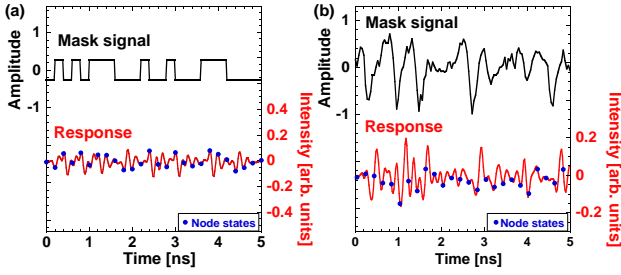 (a)
Amplitude
1
0
-1
Mask signal
Response
0.4
0.2
0
-0.2
-0.4
Intensity [arb. units]
Node states
0 1 2 3 4 5
Time [ns]
(b)
Amplitude
1
0
-1
Mask signal
Response
0.2
0
-0.2
Intensity [arb. units]
Node states
0 1 2 3 4 5
Time [ns]